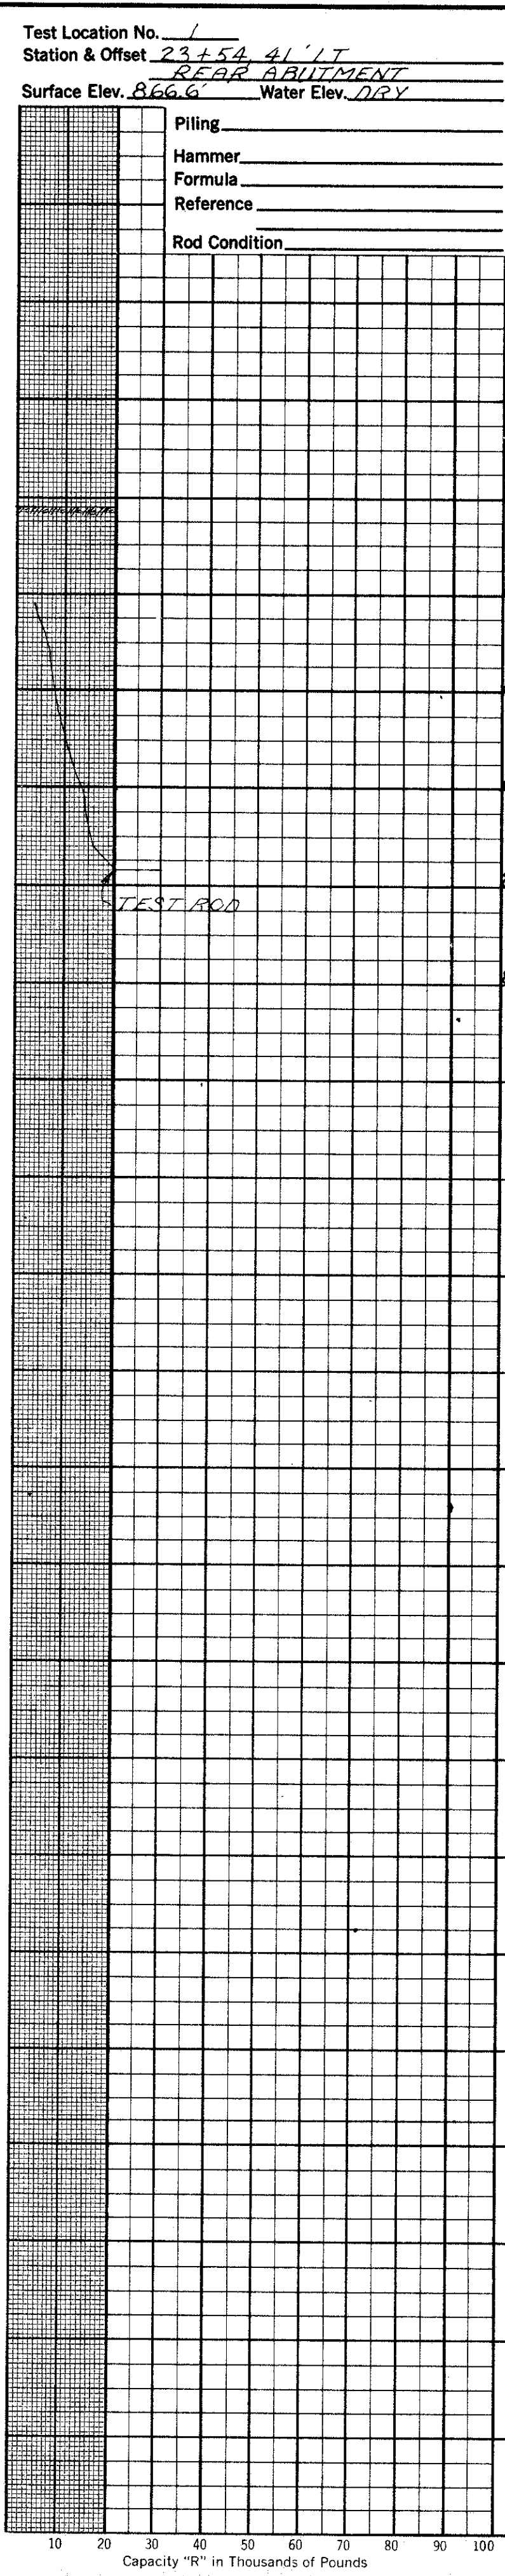 Test Location No. 1
Station & Offset 23+54, 41' LT
REAR ABUTMENT
Surface Elev. 866.6' Water Elev. DRY
Piling
Hammer
Formula
Reference
Rod Condition
TEST ROD
10 20 30 40 50 60 70 80 90 100
Capacity "R" in Thousands of Pounds